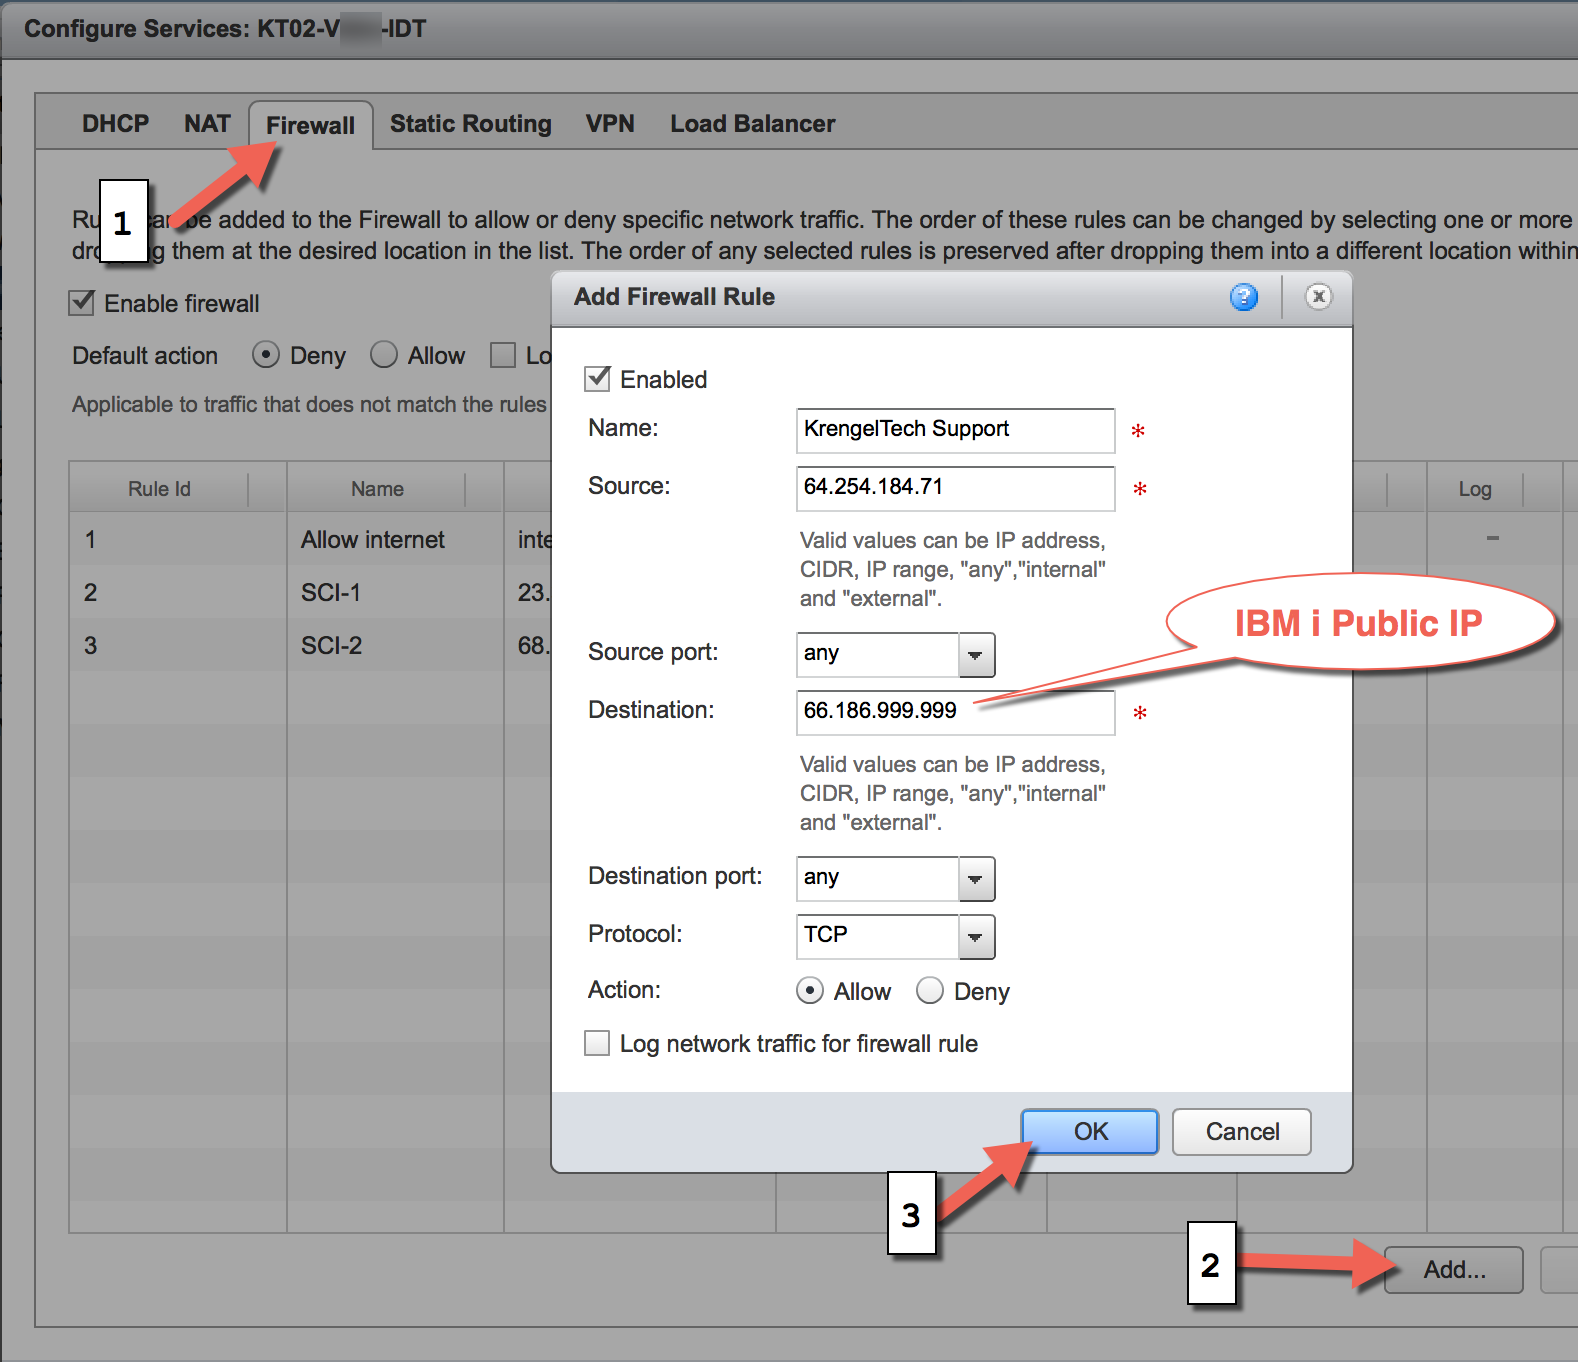 Configure Services: KT02-V -IDT
DHCP NAT Firewall Static Routing VPN Load Balancer
1
be added to the Firewall to allow or deny specific network traffic. The order of these rules can be changed by selecting one or more
them at the desired location in the list. The order of any selected rules is preserved after dropping them into a different location within
Enable firewall
Default action Deny Allow Lo
Applicable to traffic that does not match the rules
Rule Id Name Log
1 Allow internet inte –
2 SCI-1 23.
3 SCI-2 68.
Add Firewall Rule
Enabled
Name: KrengelTech Support *
Source: 64.254.184.71 *
Valid values can be IP address,
CIDR, IP range, "any","internal"
and "external".
IBM i Public IP
Source port: any
Destination: 66.186.999.999 *
Valid values can be IP address,
CIDR, IP range, "any","internal"
and "external".
Destination port: any
Protocol: TCP
Action: Allow Deny
Log network traffic for firewall rule
OK Cancel
3
2
Add...